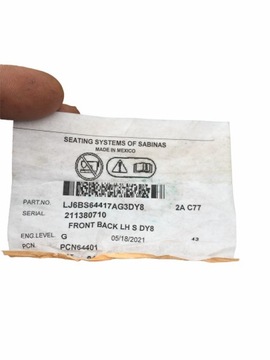 SEATING SYSTEMS OF SABINAS
MADE IN MEXICO
PART.NO. LJ6BS64417AG3DY8 2A C77
SERIAL 211380710
FRONT BACK LH S DY8
ENG.LEVEL G 05/18/2021 43
PCN. PCN64401